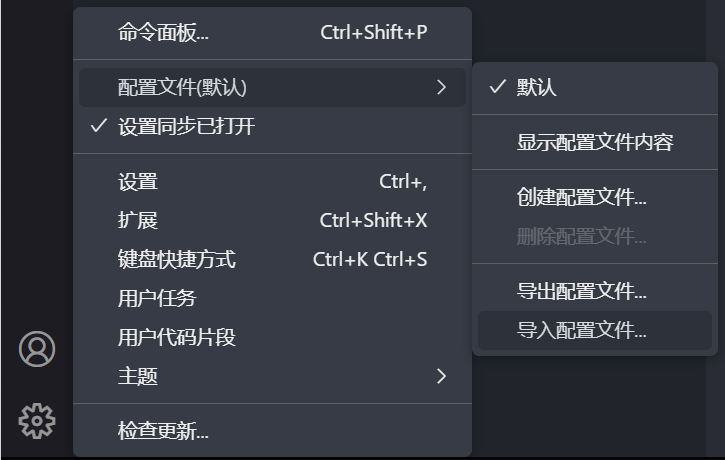 命令面板... Ctrl+Shift+P
配置文件(默认)
设置同步已打开
设置 Ctrl+,
扩展 Ctrl+Shift+X
键盘快捷方式 Ctrl+K Ctrl+S
用户任务
用户代码片段
主题
检查更新...
默认
显示配置文件内容
创建配置文件...
删除配置文件...
导出配置文件...
导入配置文件...